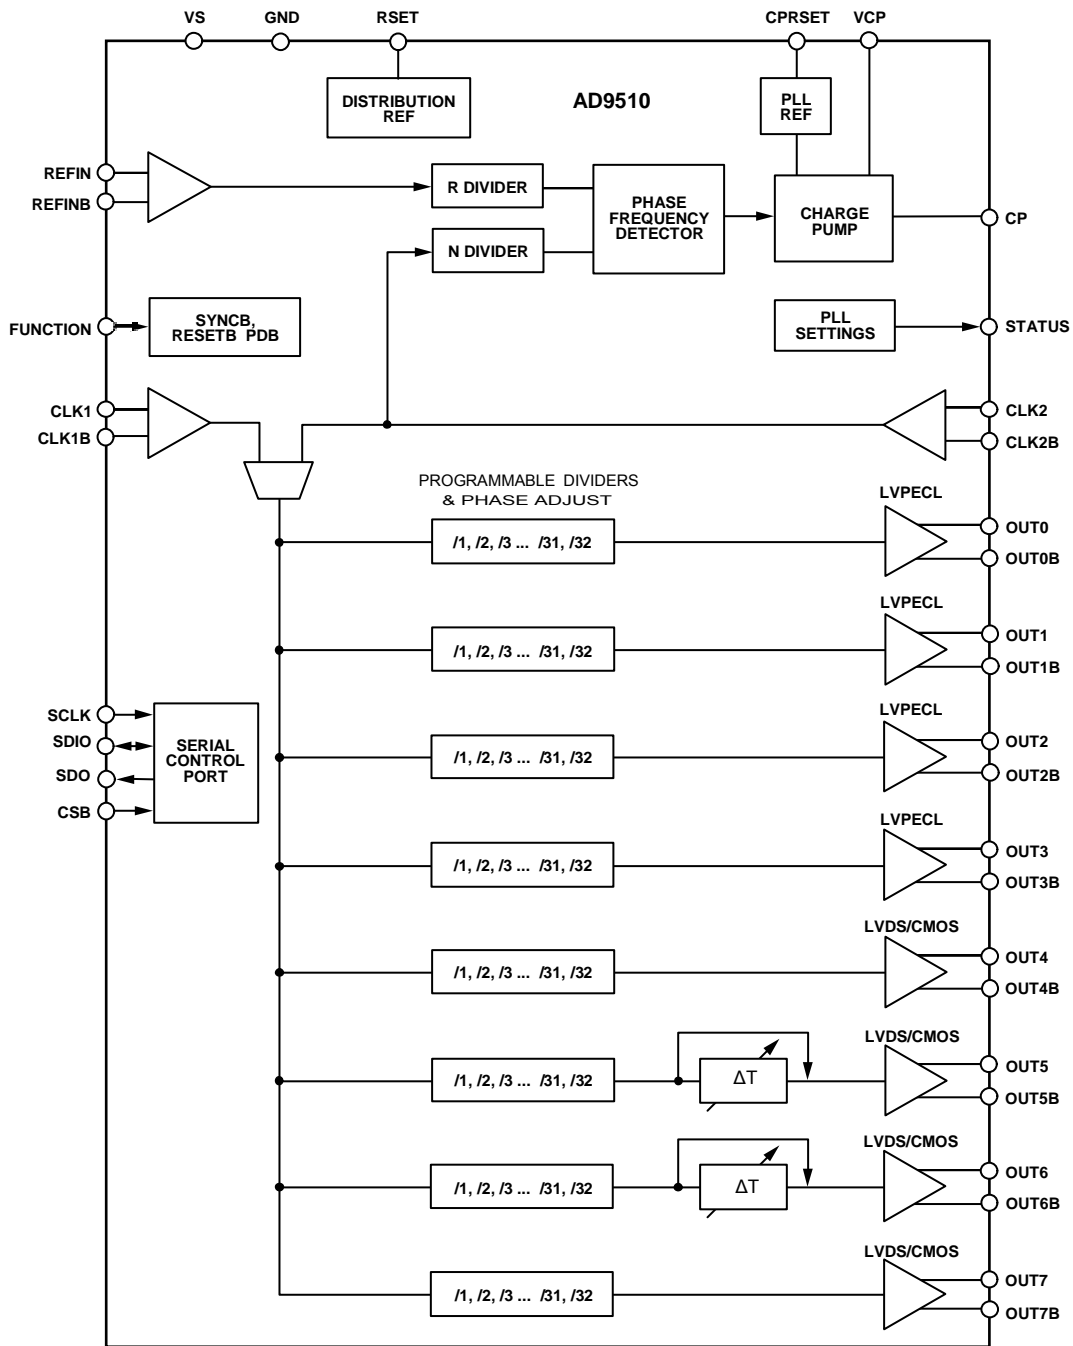 VS GND RSET CPRSET VCP
DISTRIBUTION
REF
AD9510
PLL
REF
REFIN
REFINB
R DIVIDER
N DIVIDER
PHASE
FREQUENCY
DETECTOR
CHARGE
PUMP
CP
FUNCTION
SYNCB,
RESETB PDB
PLL
SETTINGS
STATUS
CLK1
CLK1B
CLK2
CLK2B
PROGRAMMABLE DIVIDERS
& PHASE ADJUST
LVPECL
/1, /2, /3 ... /31, /32
OUT0
OUT0B
LVPECL
/1, /2, /3 ... /31, /32
OUT1
OUT1B
SCLK
SDIO
SDO
CSB
SERIAL
CONTROL
PORT
LVPECL
/1, /2, /3 ... /31, /32
OUT2
OUT2B
LVPECL
/1, /2, /3 ... /31, /32
OUT3
OUT3B
LVDS/CMOS
/1, /2, /3 ... /31, /32
OUT4
OUT4B
LVDS/CMOS
/1, /2, /3 ... /31, /32
ΔT
OUT5
OUT5B
LVDS/CMOS
/1, /2, /3 ... /31, /32
ΔT
OUT6
OUT6B
LVDS/CMOS
/1, /2, /3 ... /31, /32
OUT7
OUT7B